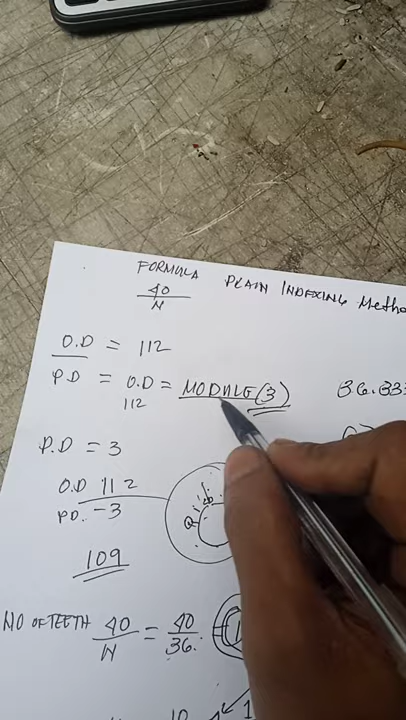 FORMULA PLAIN INDEXING Metho
40
N
O.D = 112
P.D = O.D = MODULE (3)
112
36.33
P.D = 3
O.D 112
P.D. -3
109
NO OF TEETH 40/N = 40/36.